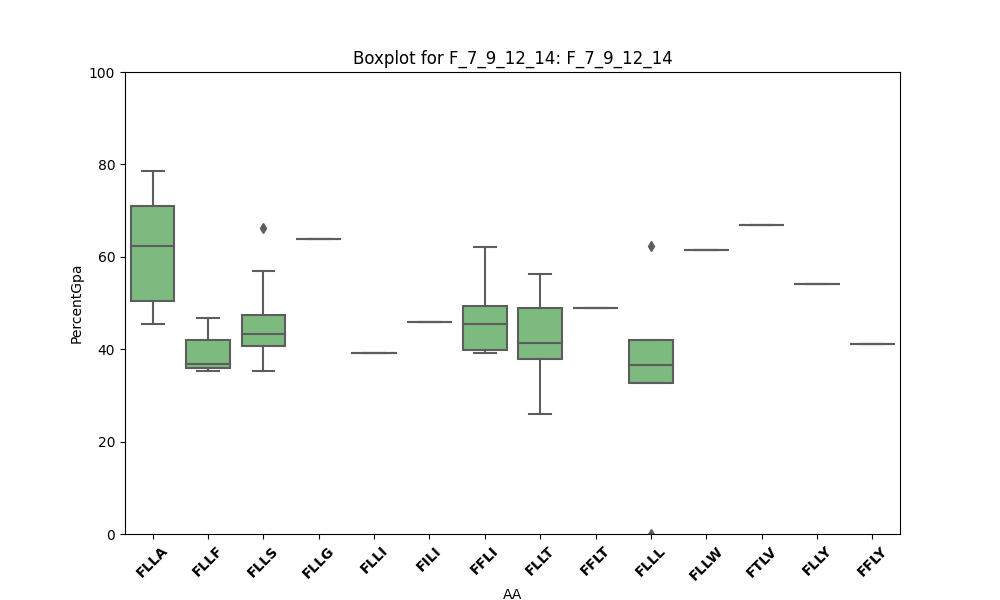 Boxplot for F_7_9_12_14: F_7_9_12_14
100
80
60
40
20
0
PercentGpa
FLLA
FLLF
FLLS
FLLG
FLLI
FILI
FFLI
FLLT
FFLT
FLLL
FLLW
FTLV
FLLY
FFLY
AA